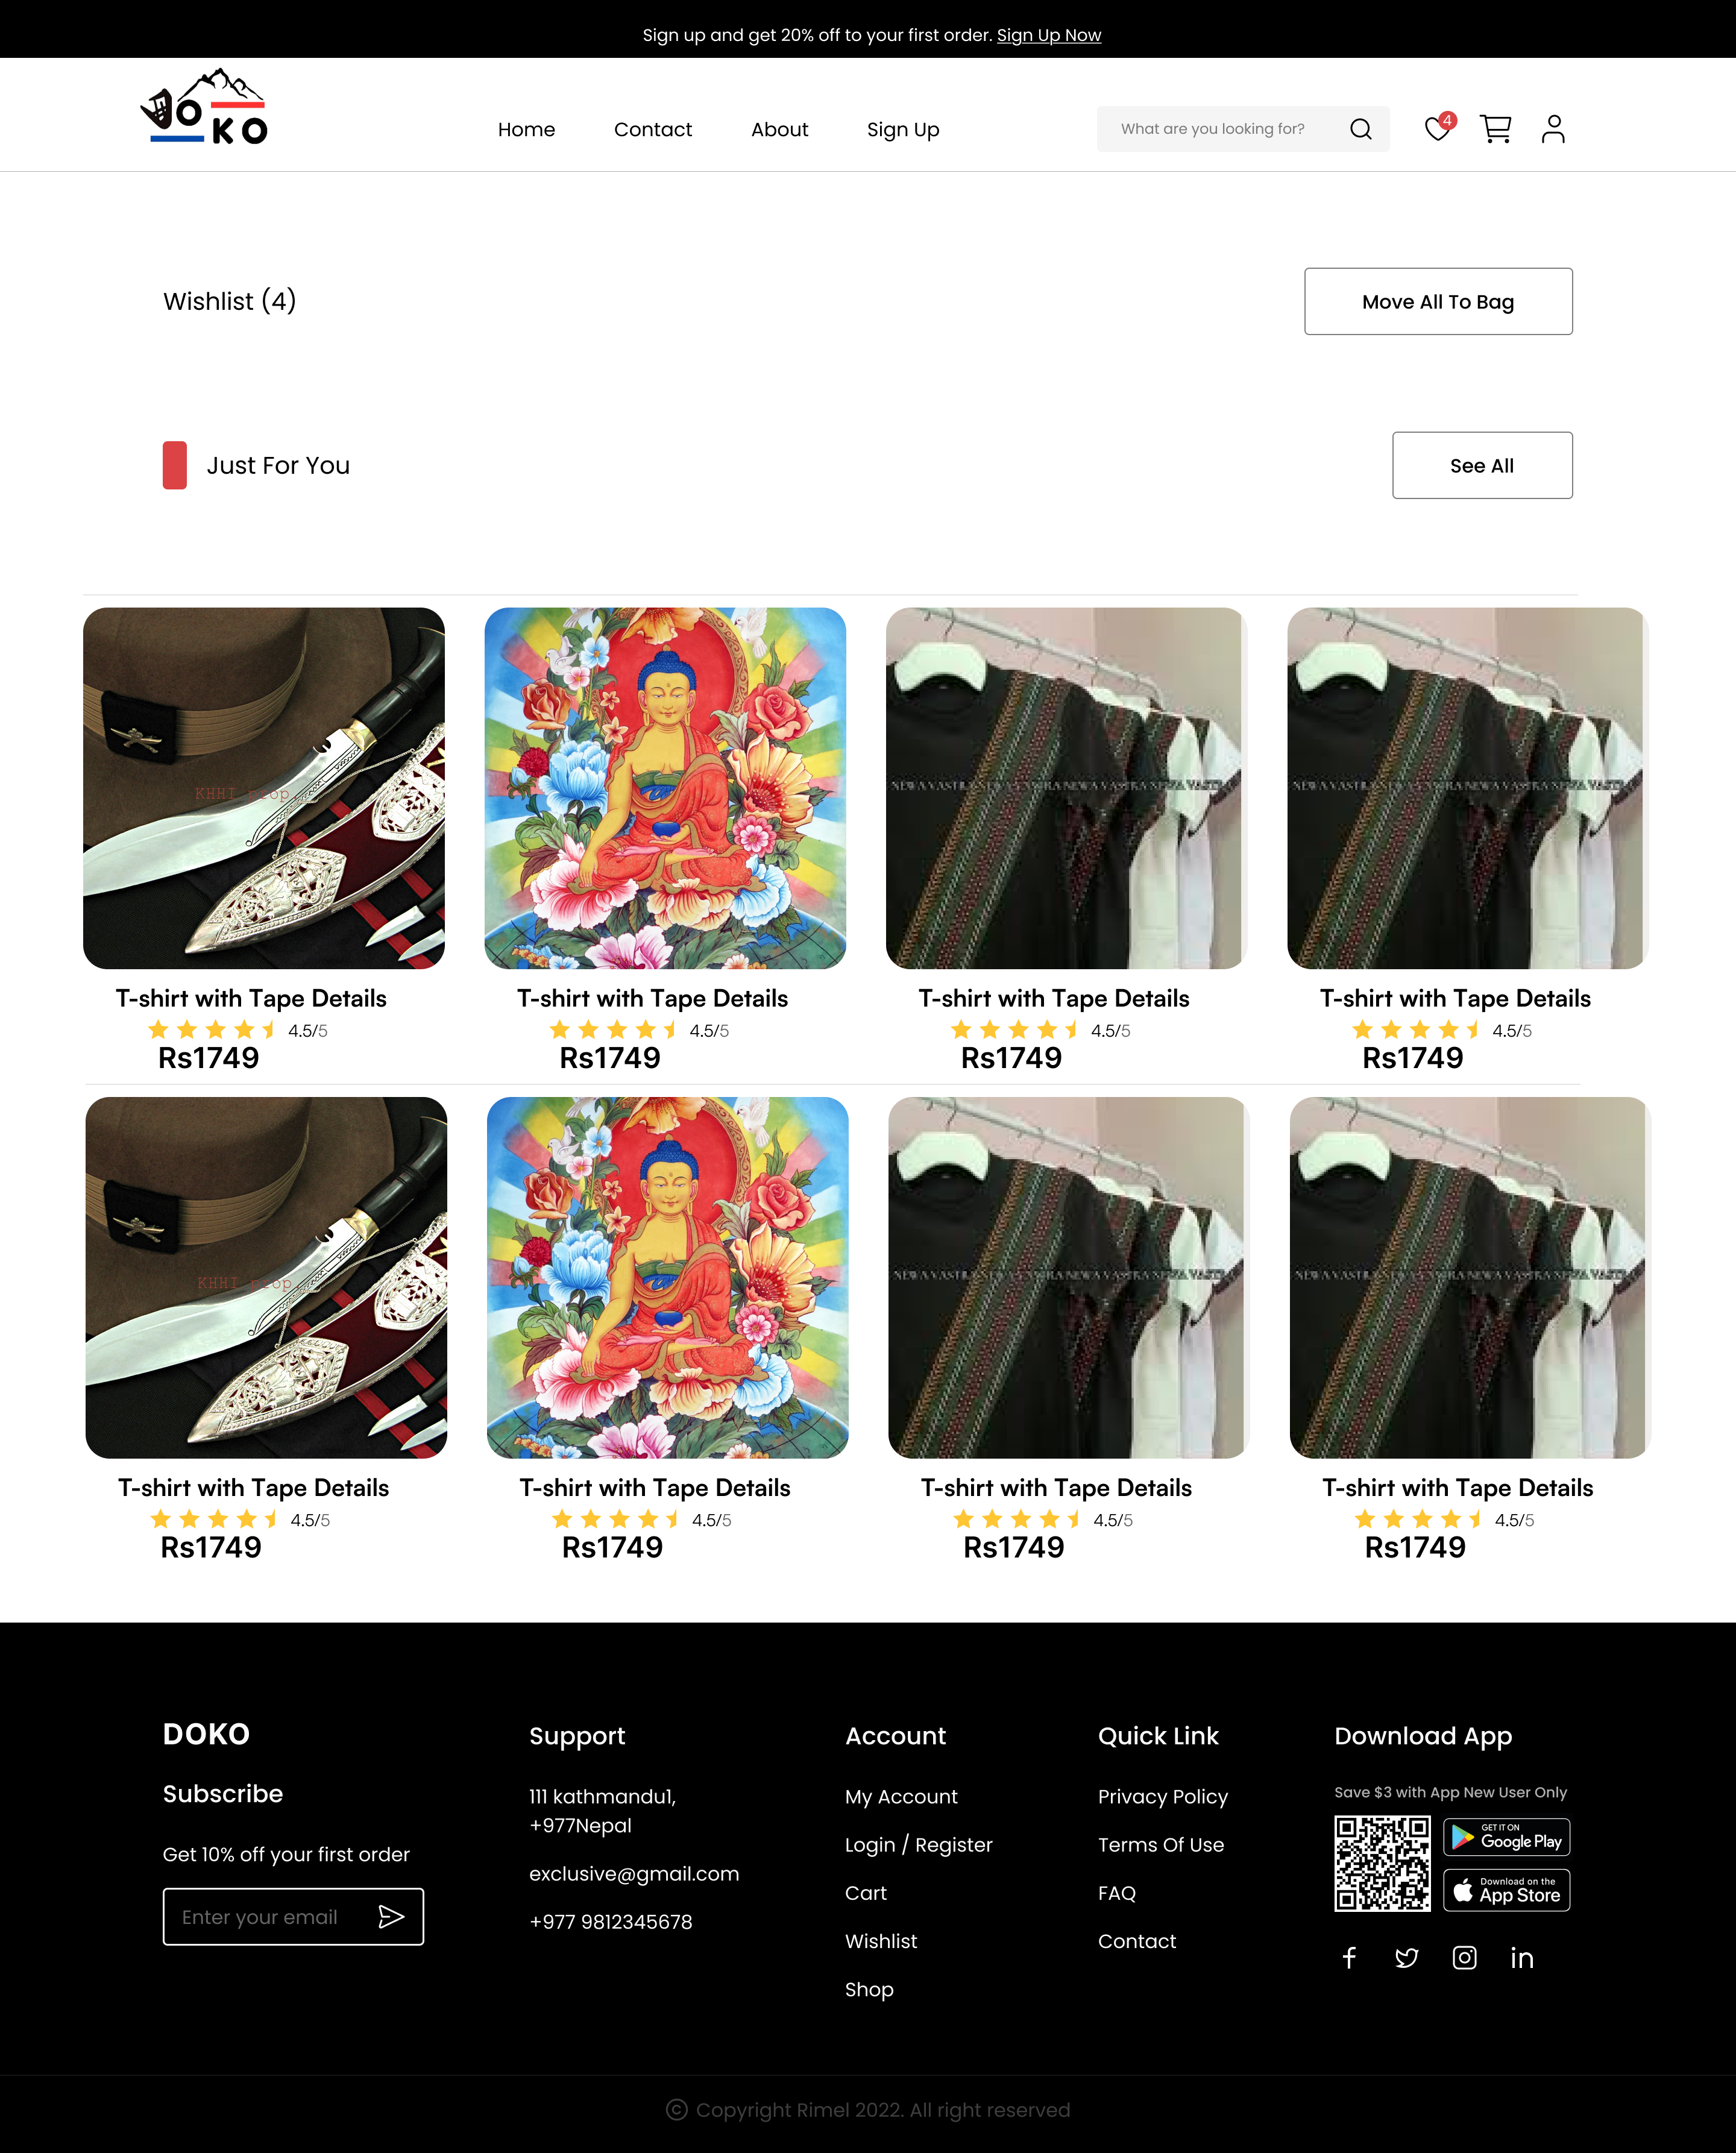 Sign up and get 20% off to your first order. Sign Up Now
OKO
Home Contact About Sign Up
What are you looking for?
4
Wishlist (4)
Move All To Bag
Just For You
See All
KHHI prop.
T-shirt with Tape Details T-shirt with Tape Details T-shirt with Tape Details T-shirt with Tape Details
4.5/5 4.5/5 4.5/5 4.5/5
Rs1749 Rs1749 Rs1749 Rs1749
KHHI prop.
T-shirt with Tape Details T-shirt with Tape Details T-shirt with Tape Details T-shirt with Tape Details
4.5/5 4.5/5 4.5/5 4.5/5
Rs1749 Rs1749 Rs1749 Rs1749
DOKO
Subscribe
Get 10% off your first order
Enter your email
Support
111 kathmandu1,
+977Nepal
exclusive@gmail.com
+977 9812345678
Account
My Account
Login / Register
Cart
Wishlist
Shop
Quick Link
Privacy Policy
Terms Of Use
FAQ
Contact
Download App
Save $3 with App New User Only
GET IT ON
Google Play
Download on the
App Store
© Copyright Rimel 2022. All right reserved